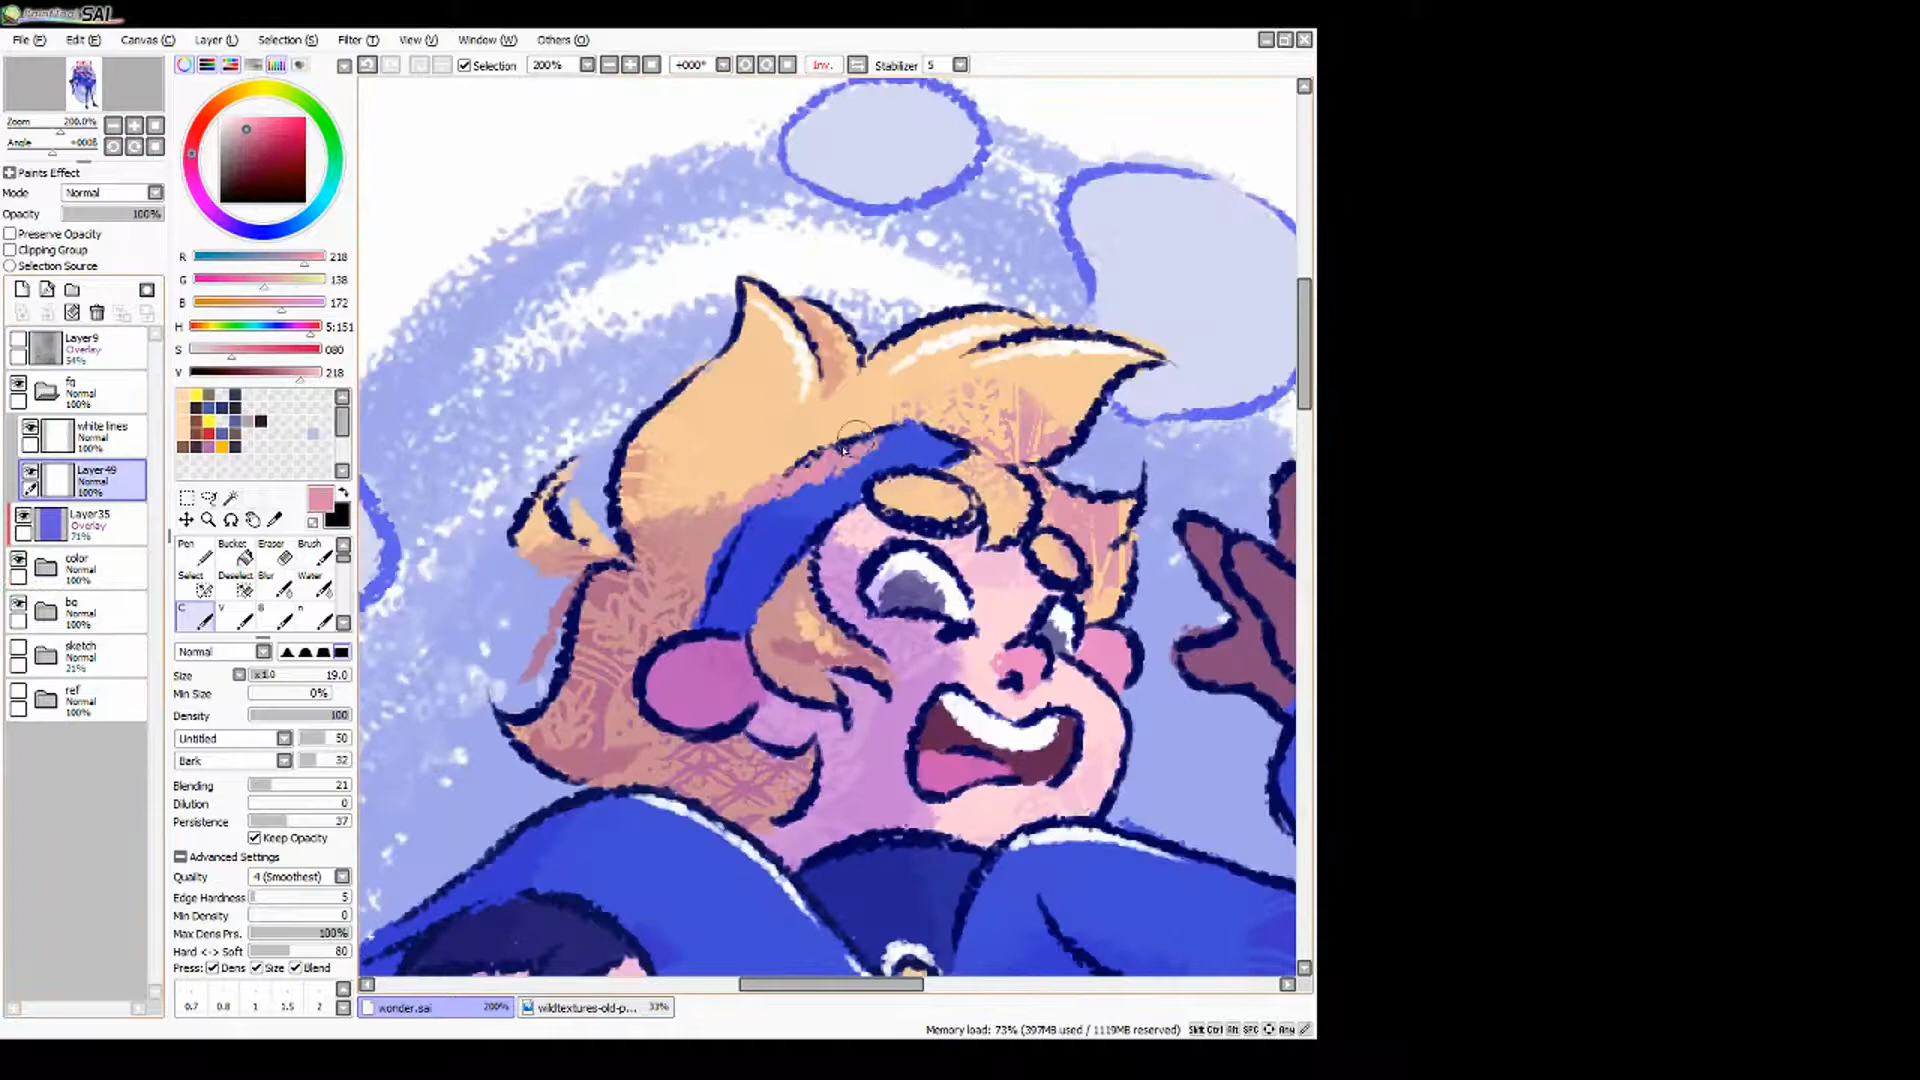 PaintTool SAI
File (F) Edit (E) Canvas (C) Layer (L) Selection (S) Filter (T) View (V) Window (W) Others (O)
Selection 200% +000° Inv. Stabilizer 5
Zoom 200.0%
Angle
Paints Effect
Mode Normal
Opacity 100%
Preserve Opacity
Clipping Group
Selection Source
Layer9
Overlay
54%
fg
Normal
100%
white lines
Normal
100%
Layer49
Normal
100%
Layer35
Overlay
71%
color
Normal
100%
bg
Normal
100%
sketch
Normal
21%
ref
Normal
100%
R 218
G 138
B 172
H
S 080
V 218
Pen Bucket Eraser Brush
Select Deselect Blur Water
C V B n
Normal
Size x1.0 19.0
Min Size 0%
Density 100
Untitled 50
Bark 32
Blending 21
Dilution 0
Persistence 37
Keep Opacity
Advanced Settings
Quality 4 (Smoothest)
Edge Hardness 5
Min Density 0
Max Dens Prs. 100%
Hard <-> Soft 80
Press: Dens Size Blend
0.7 0.8 1 1.5 2
wonder.sai 200% wildtextures-old-p... 33%
Memory load: 73% (397MB used / 1119MB reserved) Shft Ctrl Alt SPC Any